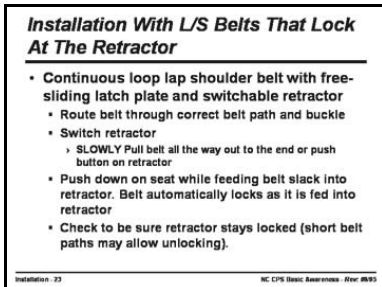 Installation With L/S Belts That Lock
At The Retractor
• Continuous loop lap shoulder belt with free-
sliding latch plate and switchable retractor
▪ Route belt through correct belt path and buckle
▪ Switch retractor
› SLOWLY Pull belt all the way out to the end or push
button on retractor
▪ Push down on seat while feeding belt slack into
retractor. Belt automatically locks as it is fed into
retractor
▪ Check to be sure retractor stays locked (short belt
paths may allow unlocking).
Installation - 23
NC CPS Basic Awareness - Rev: